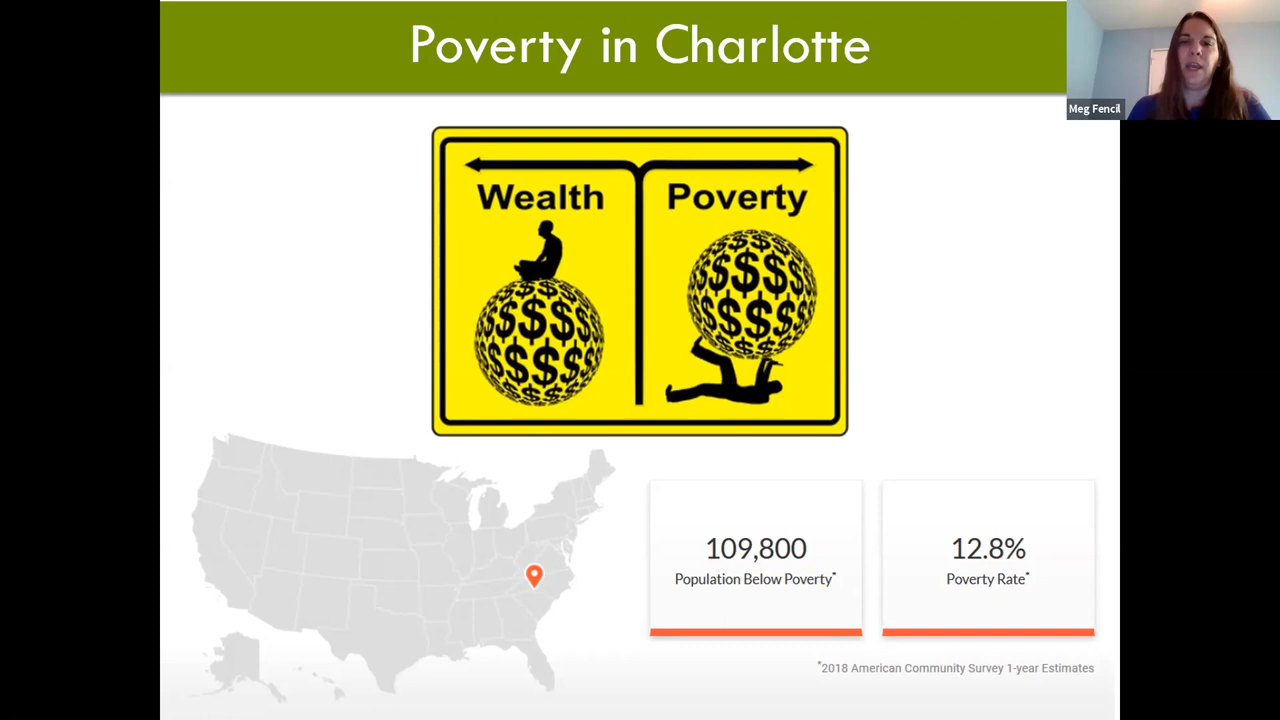 Poverty in Charlotte
Meg Fencil
Wealth
Poverty
$$$$
$$$$
$$$$
$$$$
109,800
Population Below Poverty*
12.8%
Poverty Rate*
*2018 American Community Survey 1-year Estimates